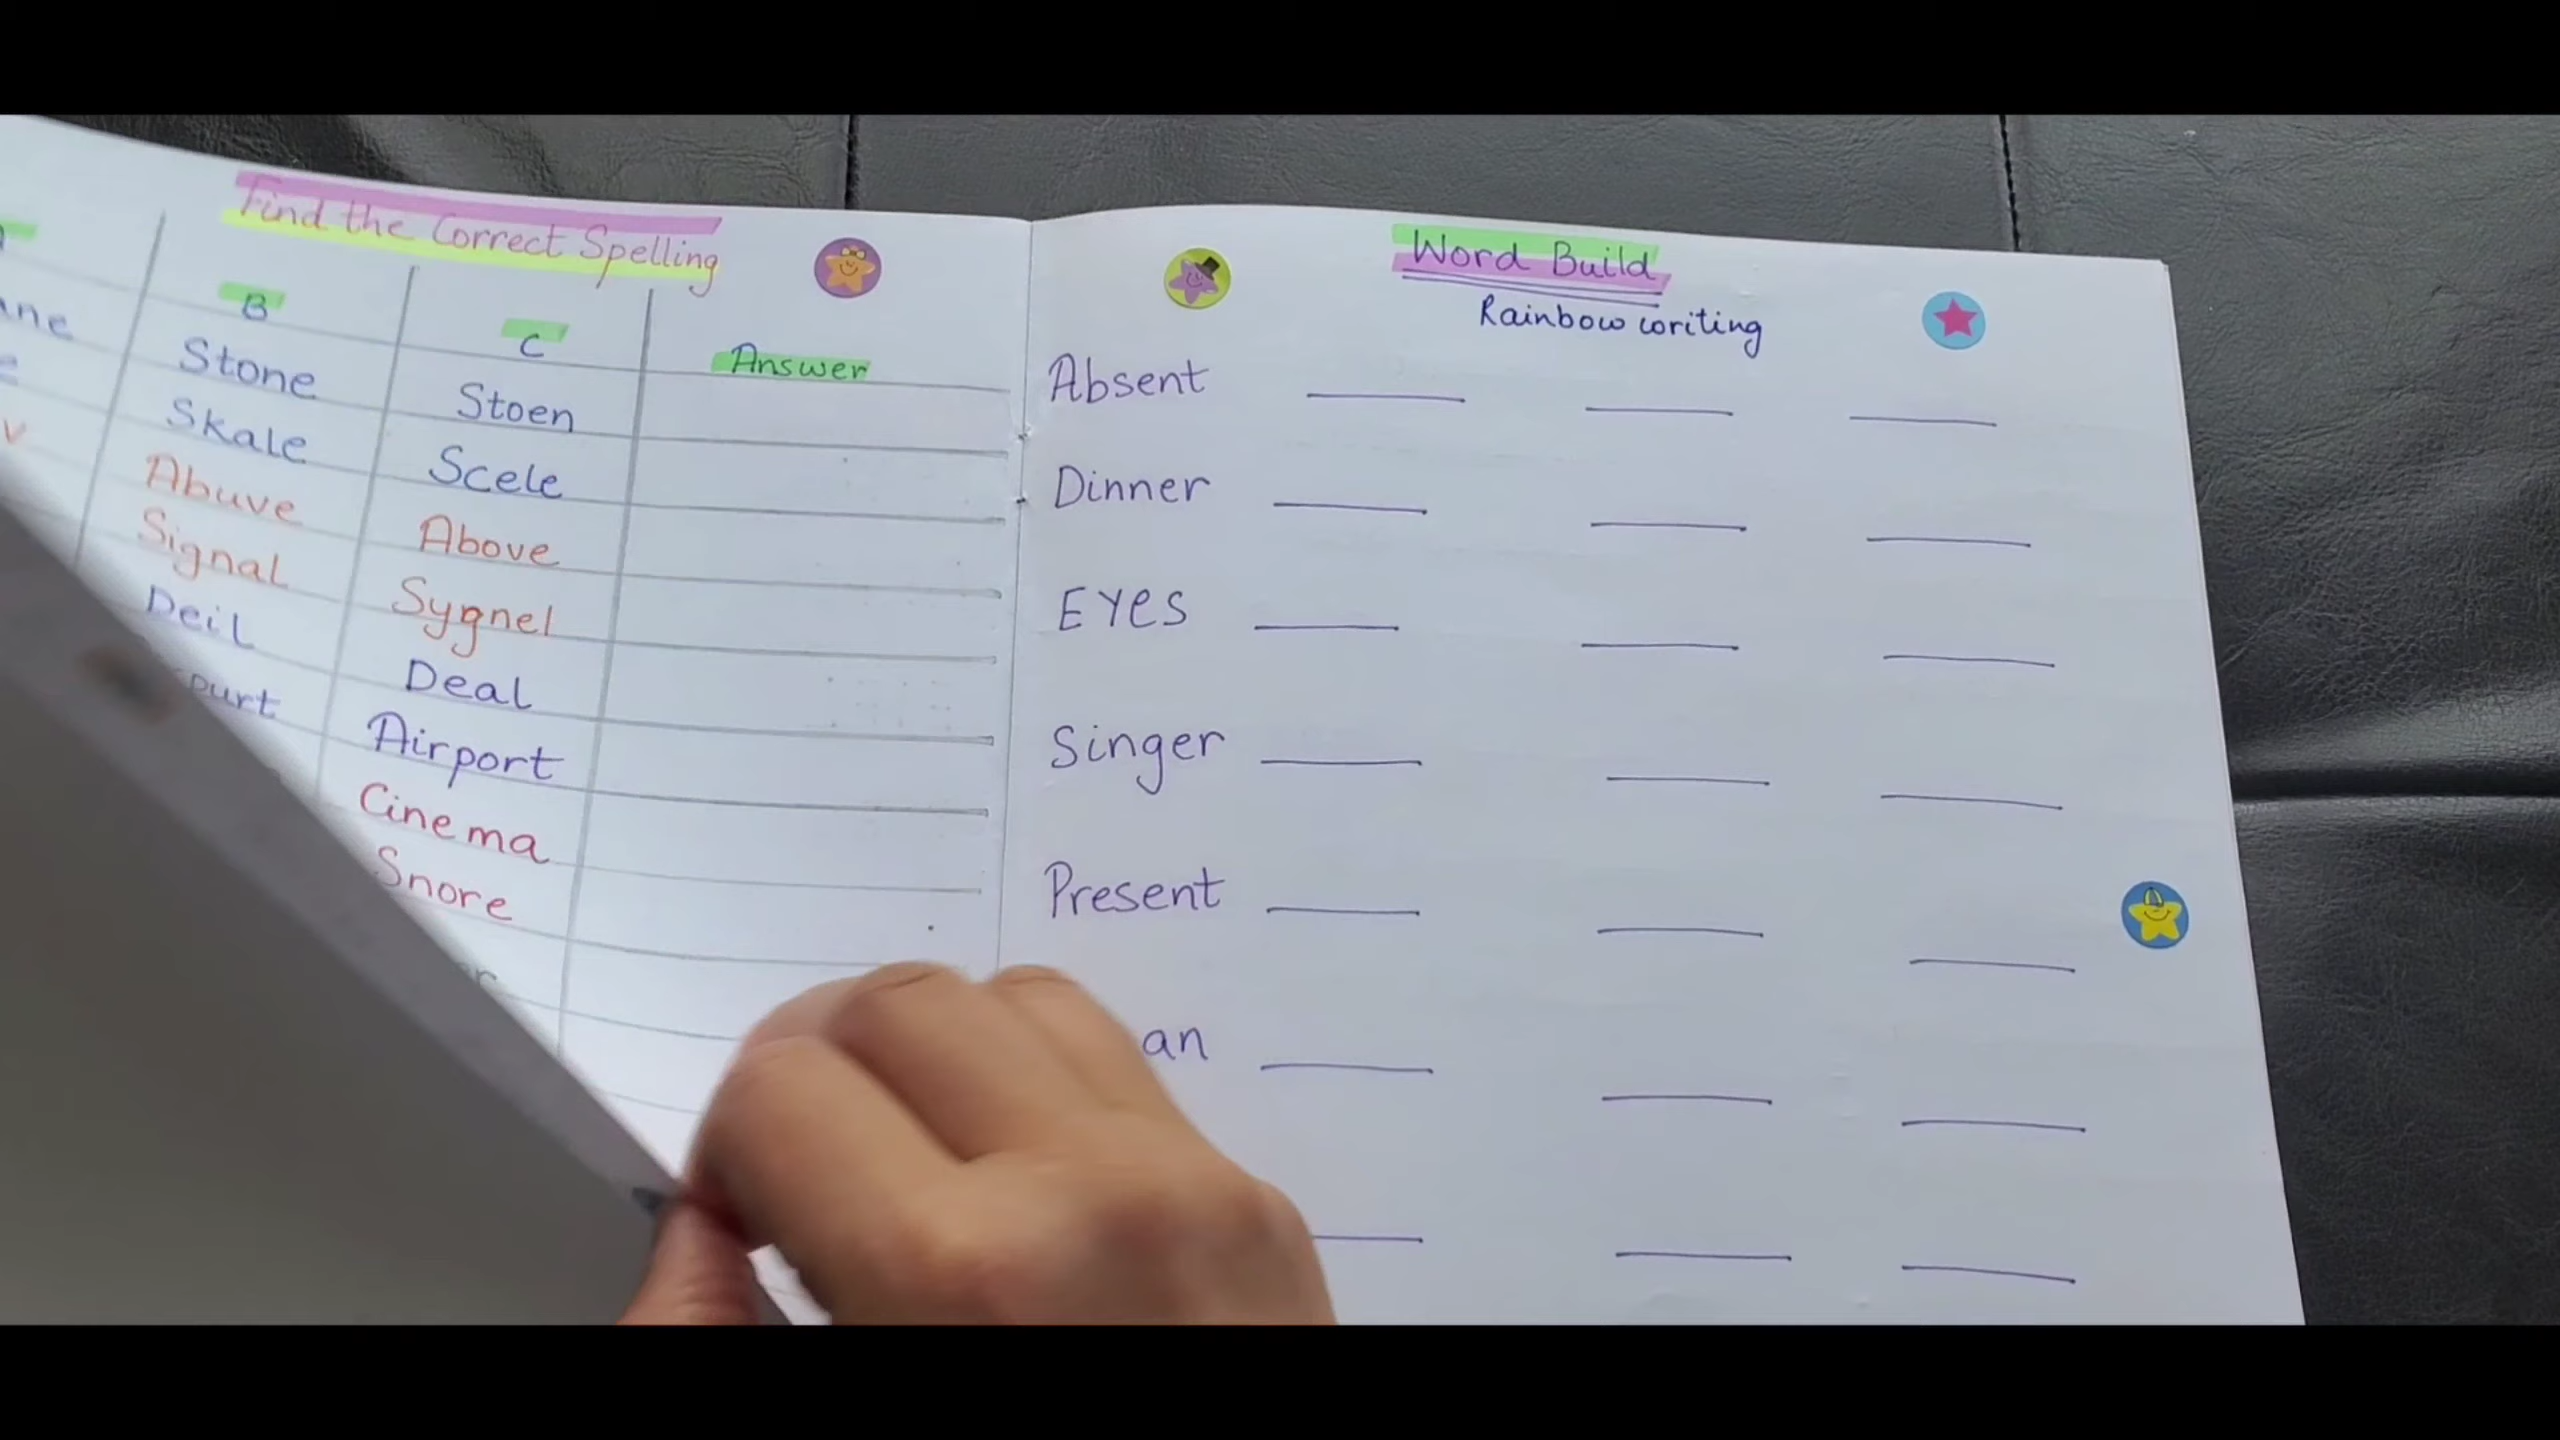 Find the Correct Spelling
B C Answer
Stone Stoen
Skale Scele
Abuve Above
Signal Sygnel
Deil Deal
Airport
Cinema
Snore
Word Build
Rainbow writing
Absent
Dinner
Eyes
Singer
Present